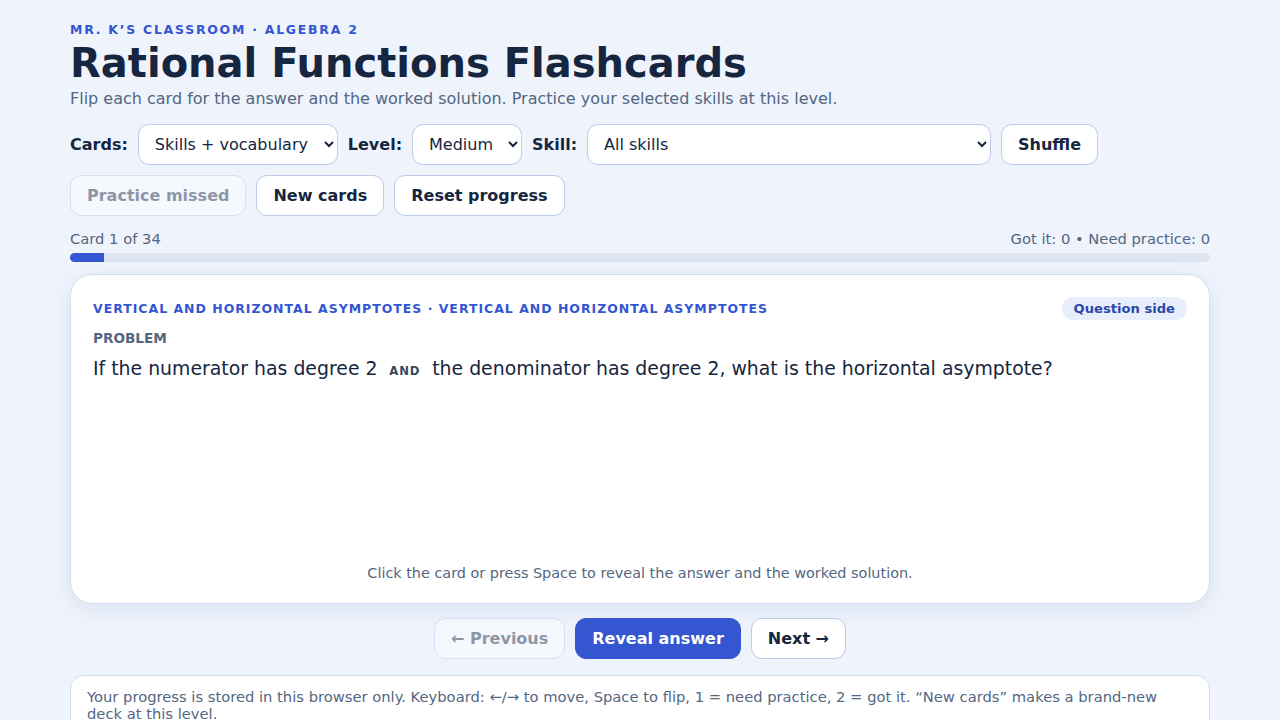 MR. K’S CLASSROOM · ALGEBRA 2
Rational Functions Flashcards
Flip each card for the answer and the worked solution. Practice your selected skills at this level.
Cards: Skills + vocabulary Level: Medium Skill: All skills Shuffle
Practice missed New cards Reset progress
Card 1 of 34 Got it: 0 • Need practice: 0
VERTICAL AND HORIZONTAL ASYMPTOTES · VERTICAL AND HORIZONTAL ASYMPTOTES Question side
PROBLEM
If the numerator has degree 2 AND the denominator has degree 2, what is the horizontal asymptote?
Click the card or press Space to reveal the answer and the worked solution.
← Previous Reveal answer Next →
Your progress is stored in this browser only. Keyboard: ←/→ to move, Space to flip, 1 = need practice, 2 = got it. “New cards” makes a brand-new
deck at this level.